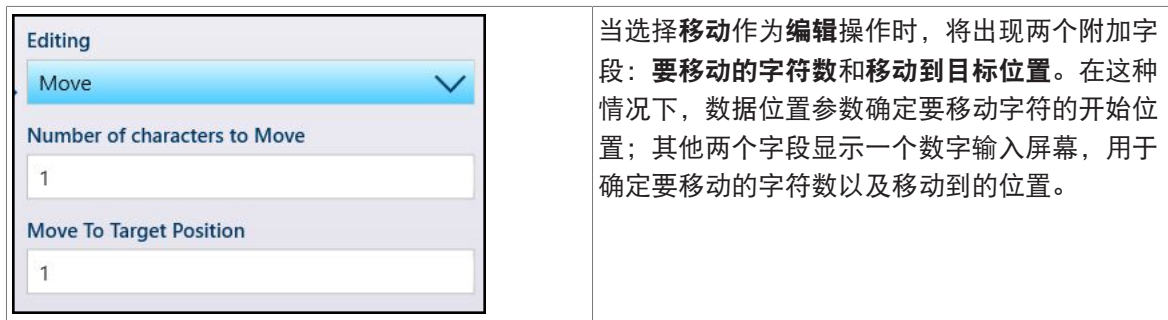 Editing
Move
Number of characters to Move
1
Move To Target Position
1
当选择移动作为编辑操作时，将出现两个附加字
段：要移动的字符数和移动到目标位置。在这种
情况下，数据位置参数确定要移动字符的开始位
置；其他两个字段显示一个数字输入屏幕，用于
确定要移动的字符数以及移动到的位置。